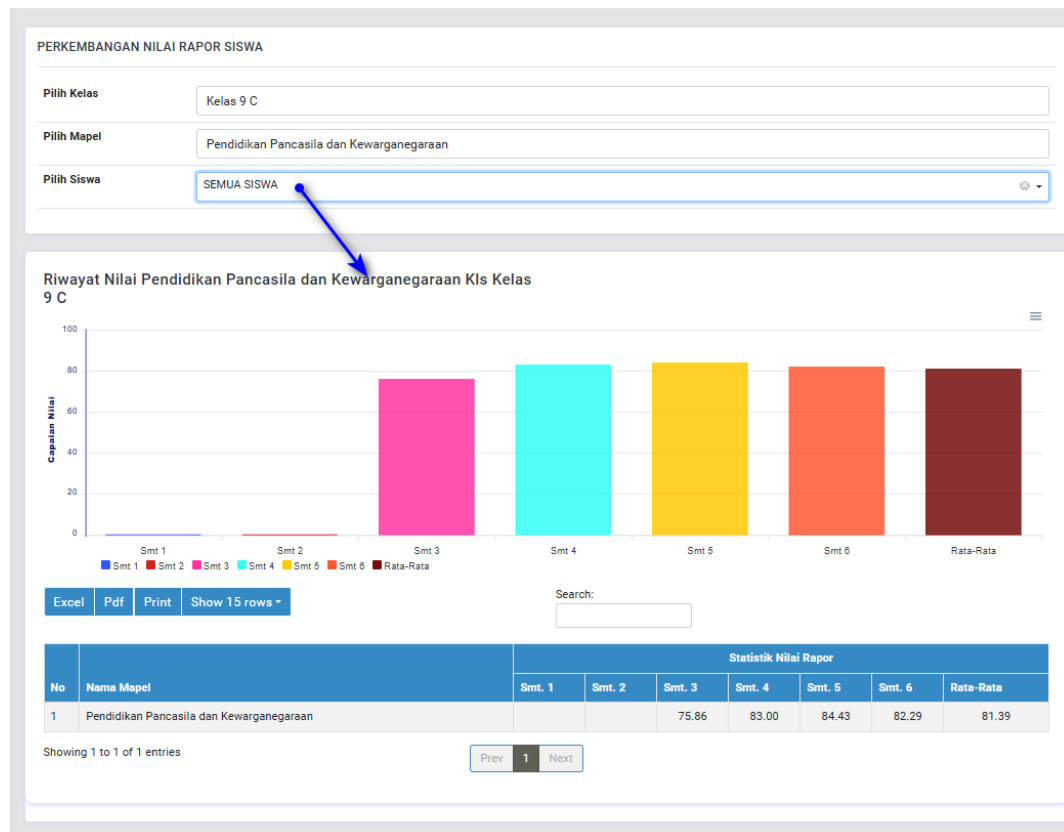 PERKEMBANGAN NILAI RAPOR SISWA
Pilih Kelas
Kelas 9 C
Pilih Mapel
Pendidikan Pancasila dan Kewarganegaraan
Pilih Siswa
SEMUA SISWA
Riwayat Nilai Pendidikan Pancasila dan Kewarganegaraan Kls Kelas
9 C
100
80
60
40
20
0
Capaian Nilai
Smt 1 Smt 2 Smt 3 Smt 4 Smt 5 Smt 6 Rata-Rata
Smt 1 Smt 2 Smt 3 Smt 4 Smt 5 Smt 6 Rata-Rata
Excel Pdf Print Show 15 rows
Search:
Statistik Nilai Rapor
No Nama Mapel Smt. 1 Smt. 2 Smt. 3 Smt. 4 Smt. 5 Smt. 6 Rata-Rata
1 Pendidikan Pancasila dan Kewarganegaraan 75.86 83.00 84.43 82.29 81.39
Showing 1 to 1 of 1 entries
Prev 1 Next